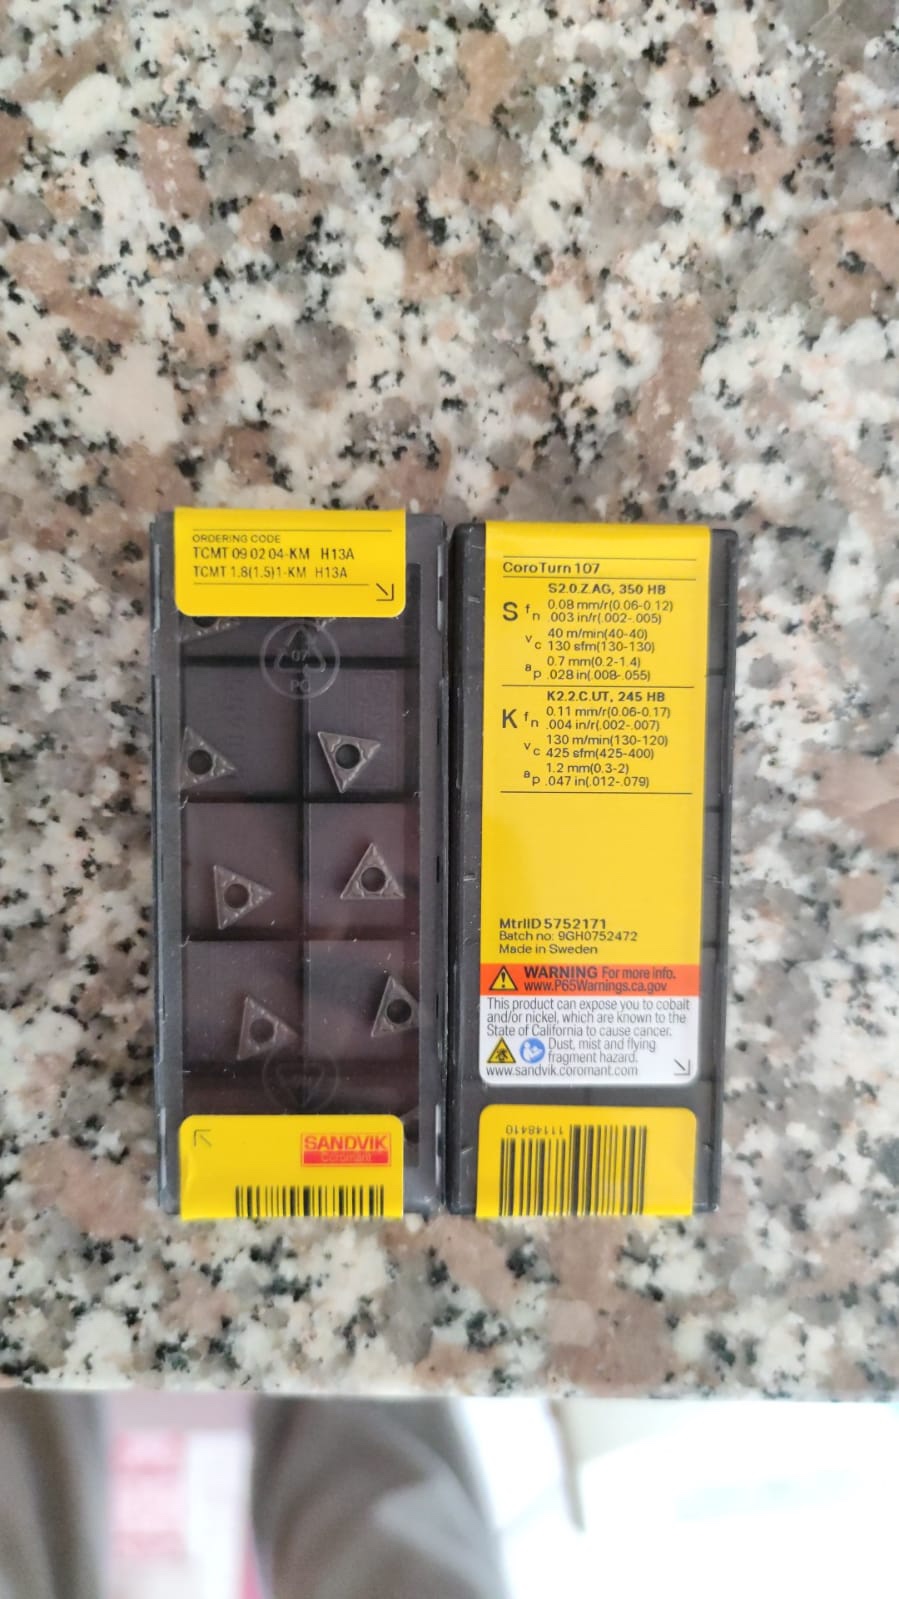 ORDERING CODE
TCMT 09 02 04-KM H13A
TCMT 1.8(1.5)1-KM H13A
07
PC
SANDVIK
Coromant
CoroTurn 107
S2.0.Z.AG, 350 HB
S fn 0.08 mm/r(0.06-0.12)
.003 in/r(.002-.005)
vc 40 m/min(40-40)
130 sfm(130-130)
ap 0.7 mm(0.2-1.4)
.028 in(.008-.055)
K2.2.C.UT, 245 HB
K fn 0.11 mm/r(0.06-0.17)
.004 in/r(.002-.007)
vc 130 m/min(130-120)
425 sfm(425-400)
ap 1.2 mm(0.3-2)
.047 in(.012-.079)
MtrlID 5752171
Batch no: 9GH0752472
Made in Sweden
WARNING For more info.
www.P65Warnings.ca.gov
This product can expose you to cobalt
and/or nickel, which are known to the
State of California to cause cancer.
Dust, mist and flying
fragment hazard.
www.sandvik.coromant.com
11148410